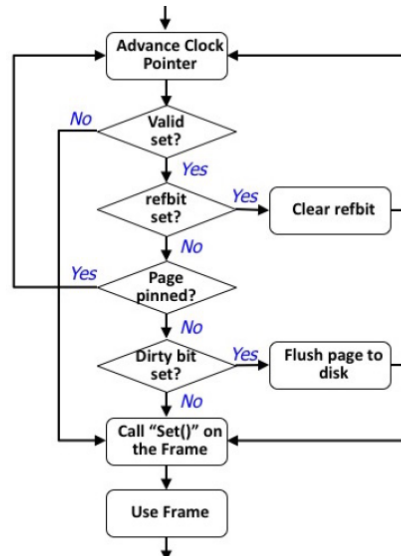 Advance Clock
Pointer
No
Valid
set?
Yes
refbit
set?
Yes
Clear refbit
No
Yes
Page
pinned?
No
Dirty bit
set?
Yes
Flush page to
disk
No
Call “Set()” on
the Frame
Use Frame